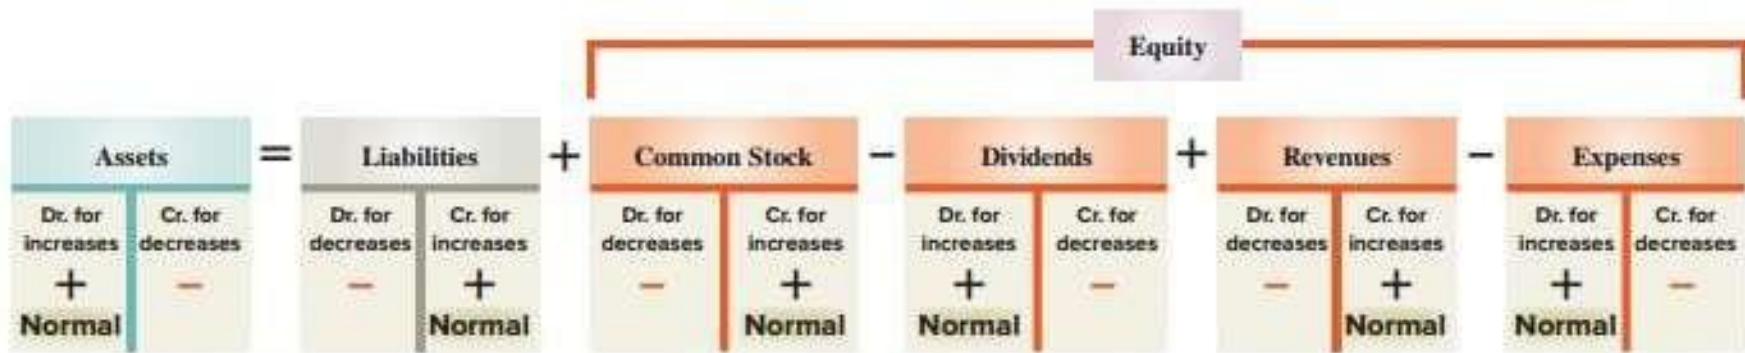 Equity
Assets = Liabilities + Common Stock − Dividends + Revenues − Expenses
Dr. for increases
+
Normal
Cr. for decreases
−
Dr. for decreases
−
Cr. for increases
+
Normal
Dr. for decreases
−
Cr. for increases
+
Normal
Dr. for increases
+
Normal
Cr. for decreases
−
Dr. for decreases
−
Cr. for increases
+
Normal
Dr. for increases
+
Normal
Cr. for decreases
−